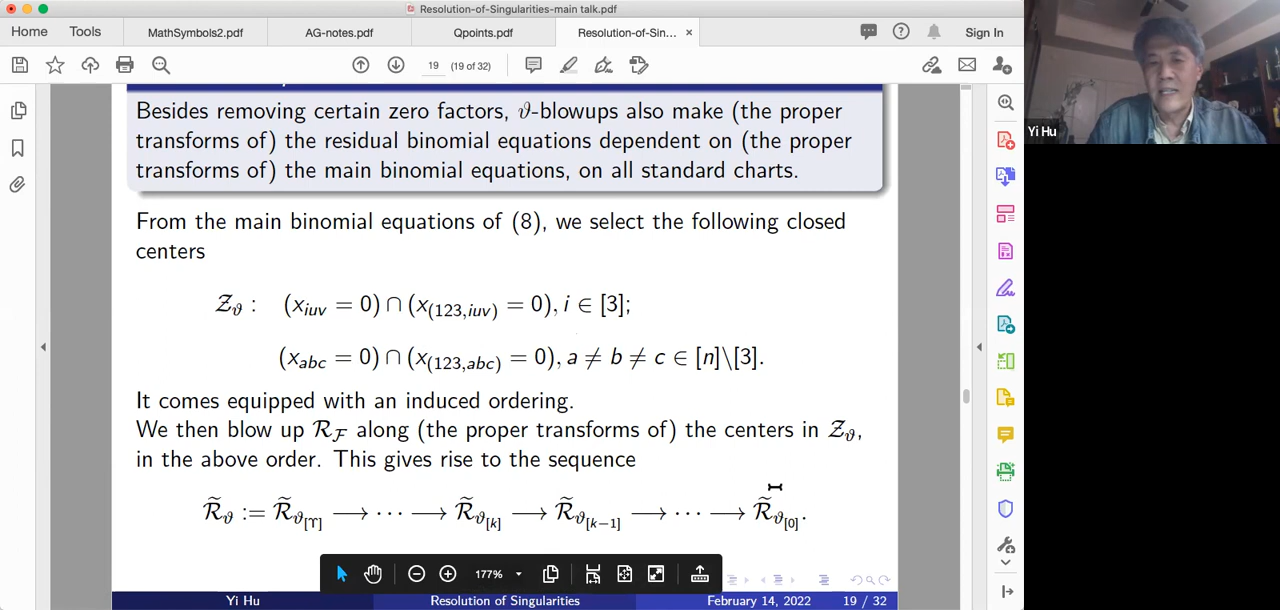 Resolution-of-Singularities-main talk.pdf
Home Tools MathSymbols2.pdf AG-notes.pdf Qpoints.pdf Resolution-of-Sin... × Sign In
19 (19 of 32)
Besides removing certain zero factors, ϑ-blowups also make (the proper
transforms of) the residual binomial equations dependent on (the proper
transforms of) the main binomial equations, on all standard charts.
From the main binomial equations of (8), we select the following closed
centers
𝒵_ϑ : (x_{iuv} = 0) ∩ (x_{(123,iuv)} = 0), i ∈ [3];
(x_{abc} = 0) ∩ (x_{(123,abc)} = 0), a ≠ b ≠ c ∈ [n]\[3].
It comes equipped with an induced ordering.
We then blow up ℛ_ℱ along (the proper transforms of) the centers in 𝒵_ϑ,
in the above order. This gives rise to the sequence
ℛ̃_ϑ := ℛ̃_{ϑ_{[Υ]}} ⟶ ··· ⟶ ℛ̃_{ϑ_{[k]}} ⟶ ℛ̃_{ϑ_{[k−1]}} ⟶ ··· ⟶ ℛ̃_{ϑ_{[0]}}.
177%
Yi Hu Resolution of Singularities February 14, 2022 19 / 32
Yi Hu